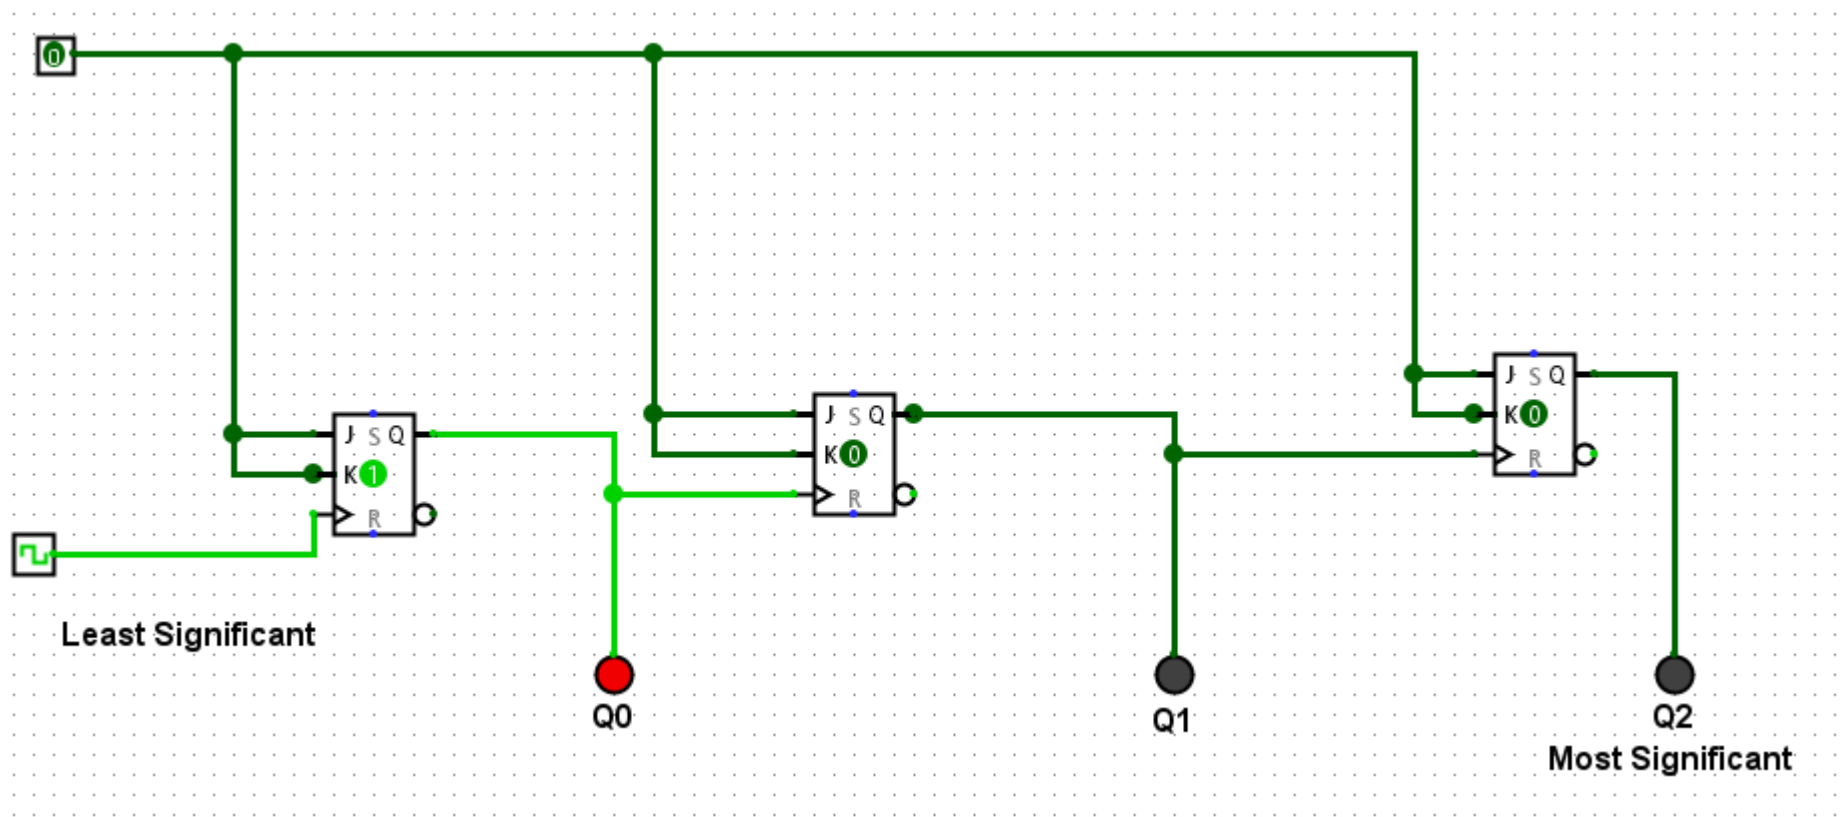 0
J S Q
K 0
R
J S Q
K 0
R
J S Q
K 1
R
Least Significant
Q0
Q1
Q2
Most Significant